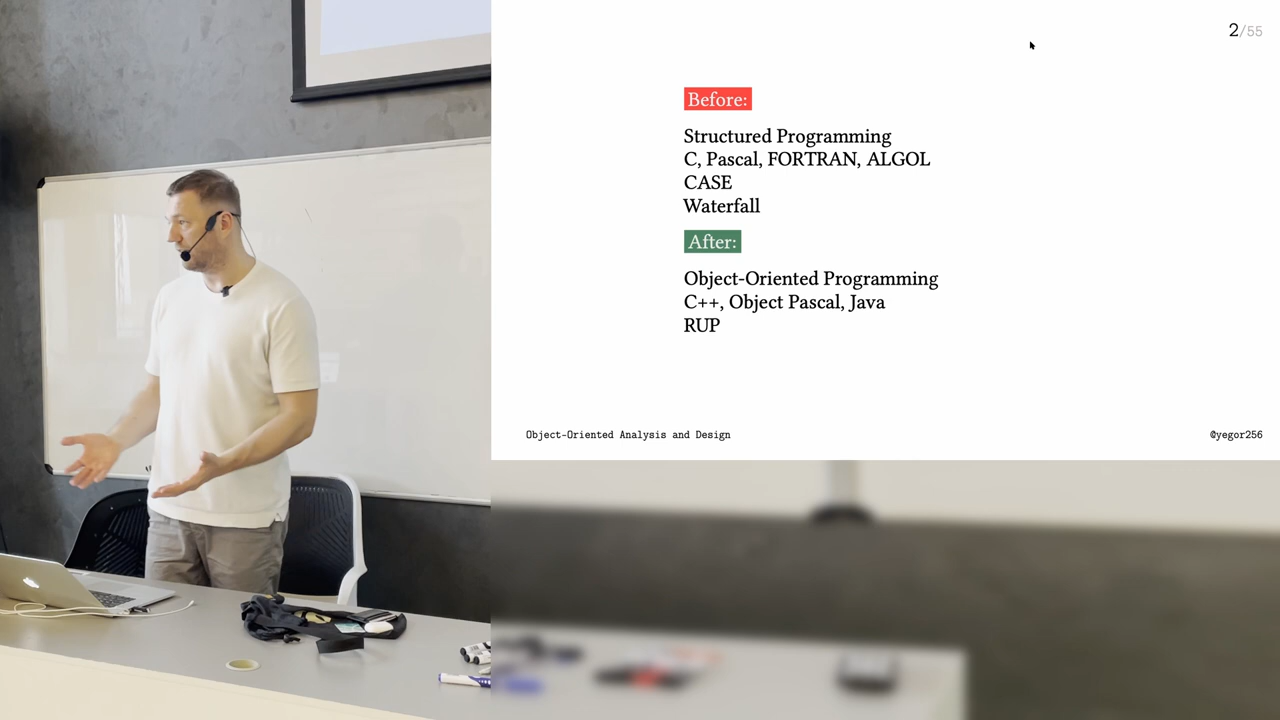 2/55
Before:
Structured Programming
C, Pascal, FORTRAN, ALGOL
CASE
Waterfall
After:
Object-Oriented Programming
C++, Object Pascal, Java
RUP
Object-Oriented Analysis and Design
@yegor256